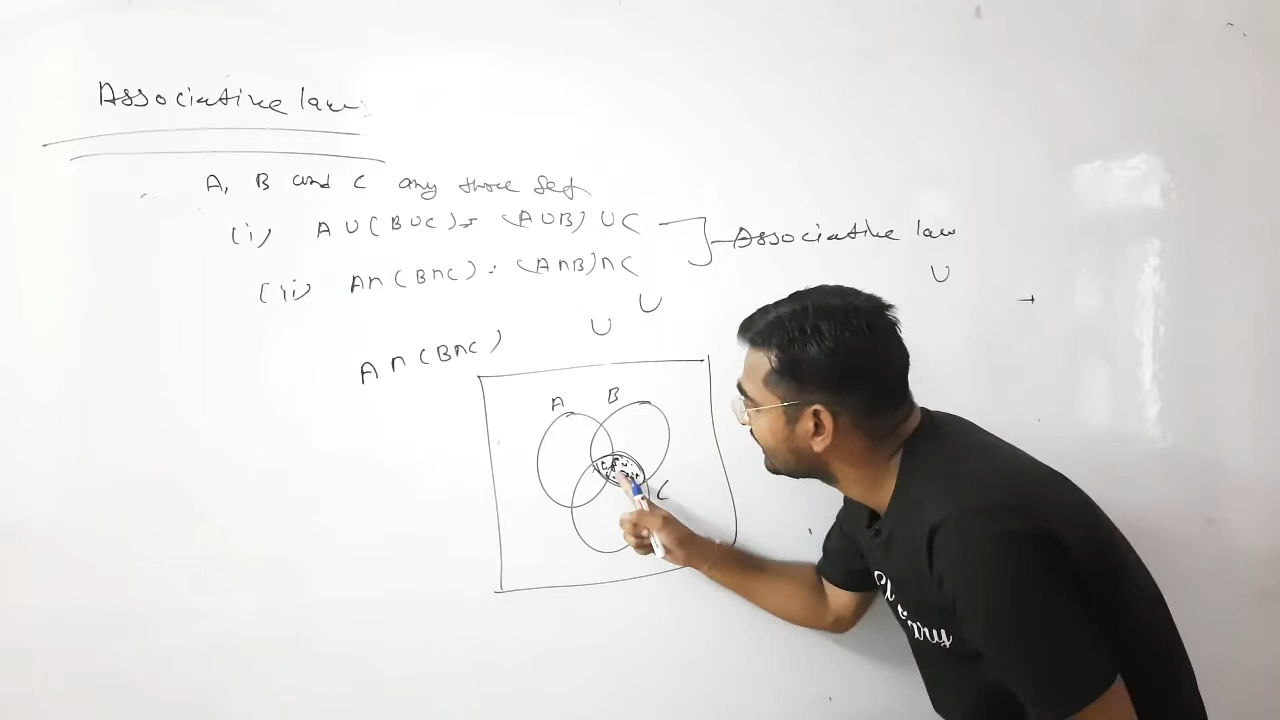 Associative law:
A, B and C any three set
(i) A ∪ (B ∪ C) = (A ∪ B) ∪ C
Associative law
(ii) A ∩ (B ∩ C) = (A ∩ B) ∩ C
∪
∪
∪
A ∩ (B ∩ C)
A B
C